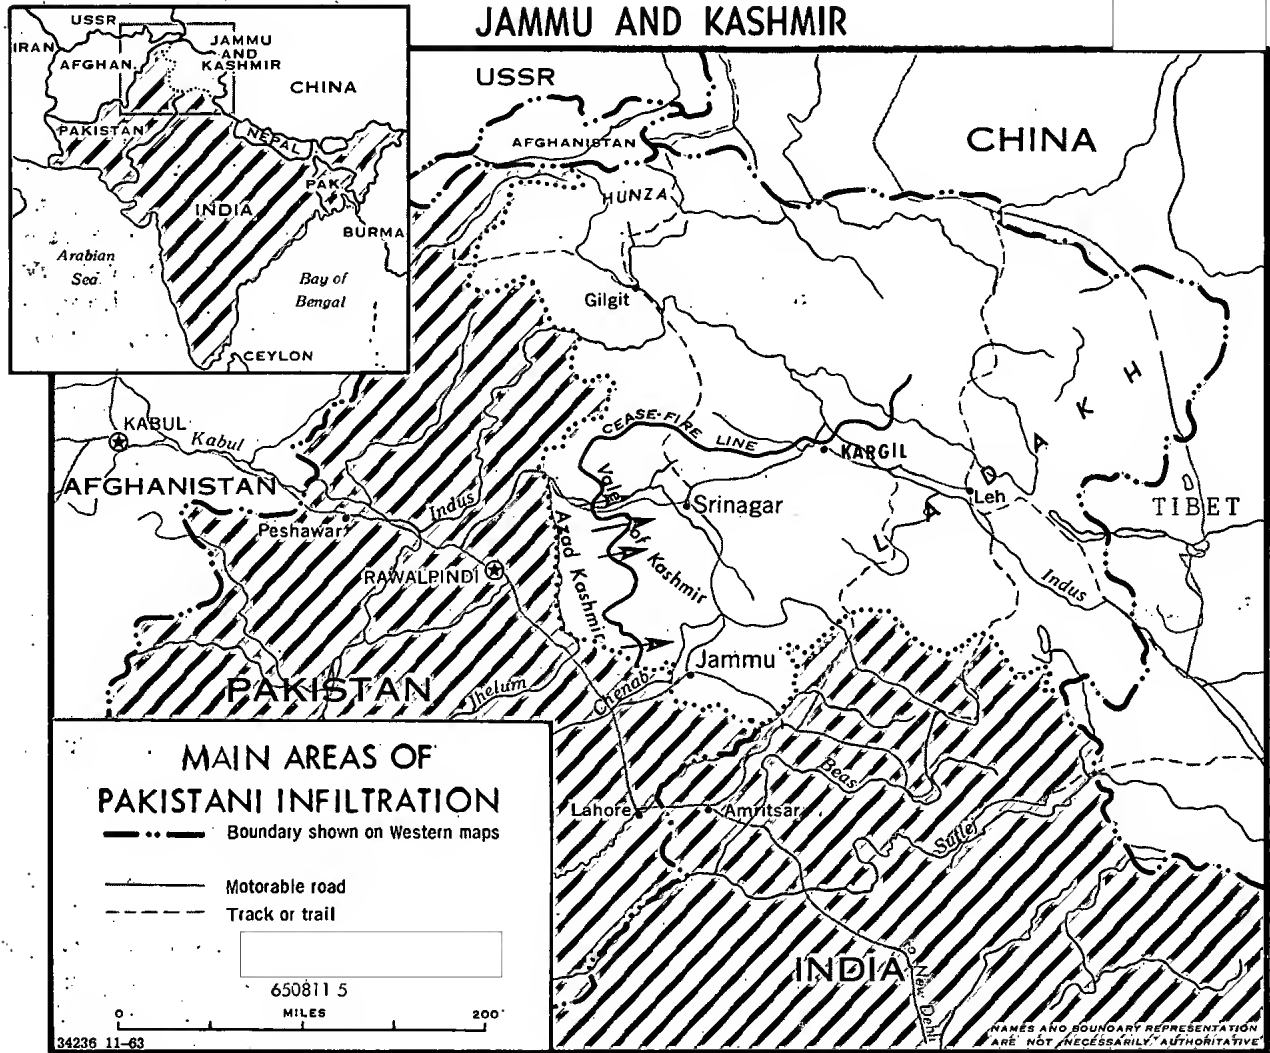 JAMMU AND KASHMIR
USSR
IRAN
AFGHAN.
JAMMU
AND
KASHMIR
CHINA
PAKISTAN
NEPAL
PAK.
INDIA
BURMA
Arabian
Sea
Bay of
Bengal
CEYLON
USSR
AFGHANISTAN
CHINA
HUNZA
Gilgit
CEASE-FIRE LINE
KARGIL
LADAKH
Leh
TIBET
KABUL
Kabul
AFGHANISTAN
Peshawar
Indus
RAWALPINDI
Srinagar
Vale of Kashmir
Azad Kashmir
Indus
Jammu
PAKISTAN
Jhelum
Chenab
Beas
Lahore
Amritsar
Sutlej
INDIA
To New Dehli
MAIN AREAS OF
PAKISTANI INFILTRATION
Boundary shown on Western maps
Motorable road
Track or trail
650811 5
0 MILES 200
34236 11-63
NAMES AND BOUNDARY REPRESENTATION
ARE NOT NECESSARILY AUTHORITATIVE